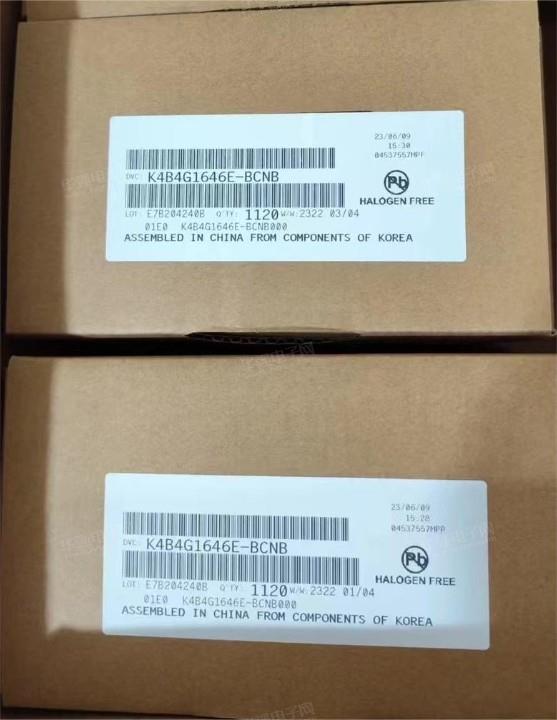 23/06/09
15:30
04537557MPP
DVC: K4B4G1646E-BCNB
Pb
HALOGEN FREE
LOT: E7B204240B Q'TY: 1120 W/W: 2322 03/04
01E0 K4B4G1646E-BCNB000
ASSEMBLED IN CHINA FROM COMPONENTS OF KOREA
23/06/09
15:28
04537557MPP
DVC: K4B4G1646E-BCNB
Pb
HALOGEN FREE
LOT: E7B204240B Q'TY: 1120 W/W: 2322 01/04
01E0 K4B4G1646E-BCNB000
ASSEMBLED IN CHINA FROM COMPONENTS OF KOREA